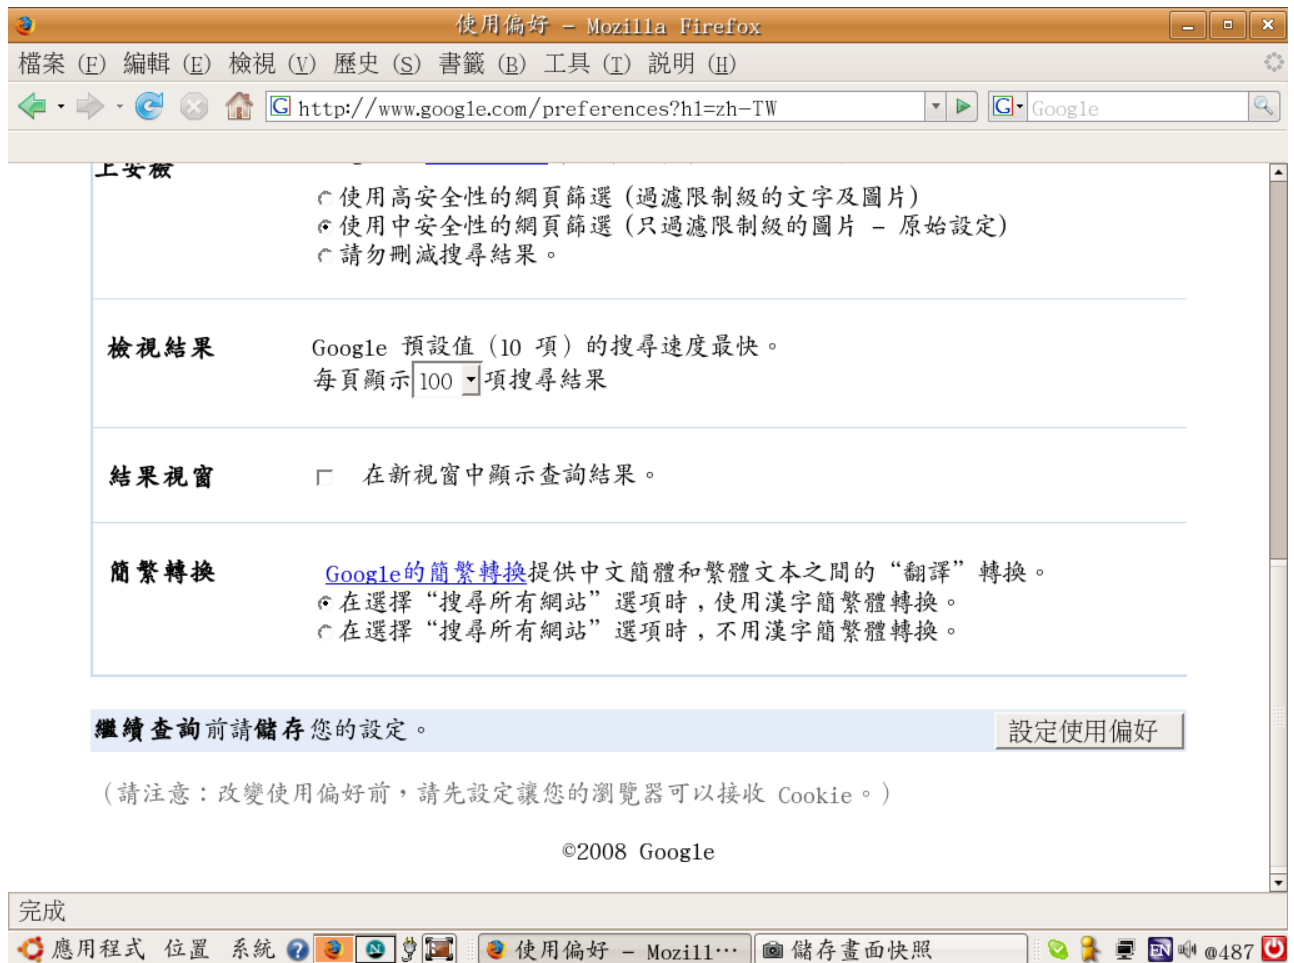 使用偏好 – Mozilla Firefox
檔案 (F) 編輯 (E) 檢視 (V) 歷史 (S) 書籤 (B) 工具 (T) 説明 (H)
http://www.google.com/preferences?hl=zh-TW
Google
上安檢
使用高安全性的網頁篩選 (過濾限制級的文字及圖片)
使用中安全性的網頁篩選 (只過濾限制級的圖片 – 原始設定)
請勿刪減搜尋結果。
檢視結果
Google 預設值 (10 項) 的搜尋速度最快。
每頁顯示 100 項搜尋結果
結果視窗
在新視窗中顯示查詢結果。
簡繁轉換
Google的簡繁轉換提供中文簡體和繁體文本之間的“翻譯”轉換。
在選擇“搜尋所有網站”選項時，使用漢字簡繁體轉換。
在選擇“搜尋所有網站”選項時，不用漢字簡繁體轉換。
繼續查詢前請儲存您的設定。
設定使用偏好
(請注意：改變使用偏好前，請先設定讓您的瀏覽器可以接收 Cookie。)
©2008 Google
完成
應用程式 位置 系統 使用偏好 – Mozill… 儲存畫面快照 EN @487